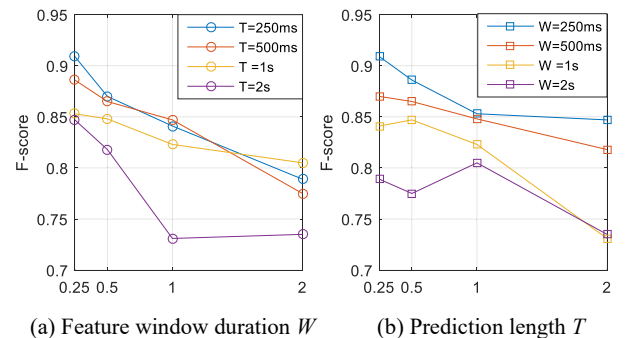 0.95
0.9
0.85
0.8
0.75
0.7
F-score
0.25 0.5 1 2
T=250ms
T=500ms
T =1s
T=2s
(a) Feature window duration W
0.95
0.9
0.85
0.8
0.75
0.7
F-score
0.25 0.5 1 2
W=250ms
W=500ms
W =1s
W=2s
(b) Prediction length T